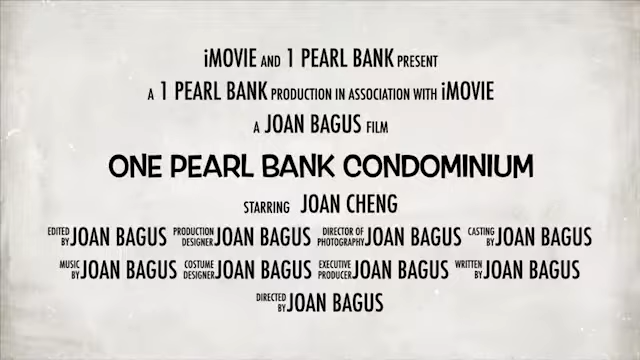 iMOVIE AND 1 PEARL BANK PRESENT
A 1 PEARL BANK PRODUCTION IN ASSOCIATION WITH iMOVIE
A JOAN BAGUS FILM
ONE PEARL BANK CONDOMINIUM
STARRING JOAN CHENG
EDITED BY JOAN BAGUS PRODUCTION DESIGNER JOAN BAGUS DIRECTOR OF PHOTOGRAPHY JOAN BAGUS CASTING BY JOAN BAGUS
MUSIC BY JOAN BAGUS COSTUME DESIGNER JOAN BAGUS EXECUTIVE PRODUCER JOAN BAGUS WRITTEN BY JOAN BAGUS
DIRECTED BY JOAN BAGUS